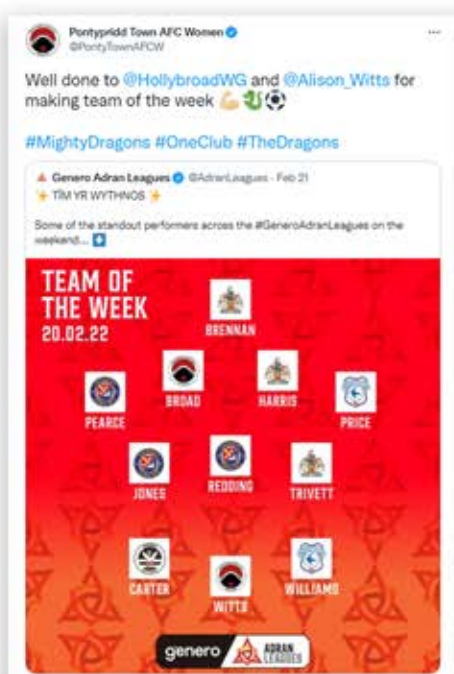 Pontypridd Town AFC Women
@PontyTownAFCW
Well done to @HollybroadWG and @Alison_Witts for
making team of the week
#MightyDragons #OneClub #TheDragons
Genero Adran Leagues @AdranLeagues · Feb 21
TÎM YR WYTHNOS
Some of the standout performers across the #GeneroAdranLeagues on the
weekend...
TEAM OF
THE WEEK
20.02.22
BRENNAN
BROAD HARRIS
PEARCE PRICE
JONES REDDING TRIVETT
CARTER WITTS WILLIAMS
genero ADRAN
LEAGUES